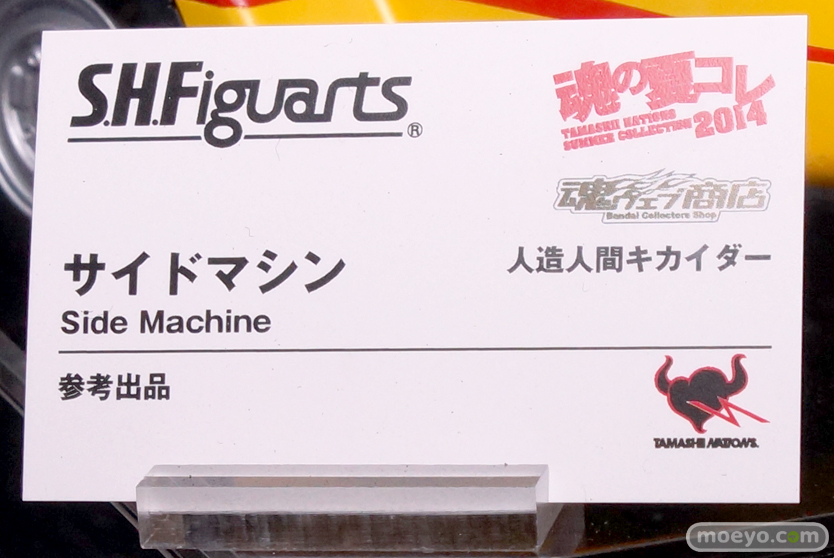 S.H.Figuarts®
魂の夏コレ
TAMASHII NATIONS
SUMMER COLLECTION 2014
魂ウェブ商店
Bandai Collectors Shop
サイドマシン
人造人間キカイダー
Side Machine
参考出品
TAMASHII NATIONS.
moeyo.com